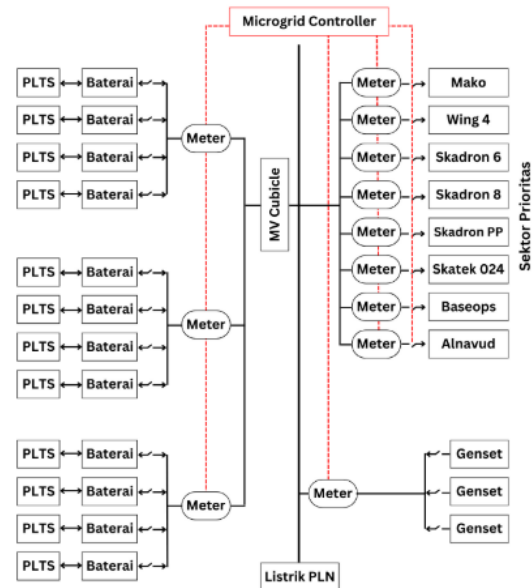 Microgrid Controller
PLTS Baterai
PLTS Baterai
PLTS Baterai
PLTS Baterai
Meter
PLTS Baterai
PLTS Baterai
PLTS Baterai
PLTS Baterai
Meter
PLTS Baterai
PLTS Baterai
PLTS Baterai
PLTS Baterai
Meter
MV Cubicle
Meter Mako
Meter Wing 4
Meter Skadron 6
Meter Skadron 8
Meter Skadron PP
Meter Skatek 024
Meter Baseops
Meter Alnavud
Sektor Prioritas
Meter
Genset
Genset
Genset
Listrik PLN